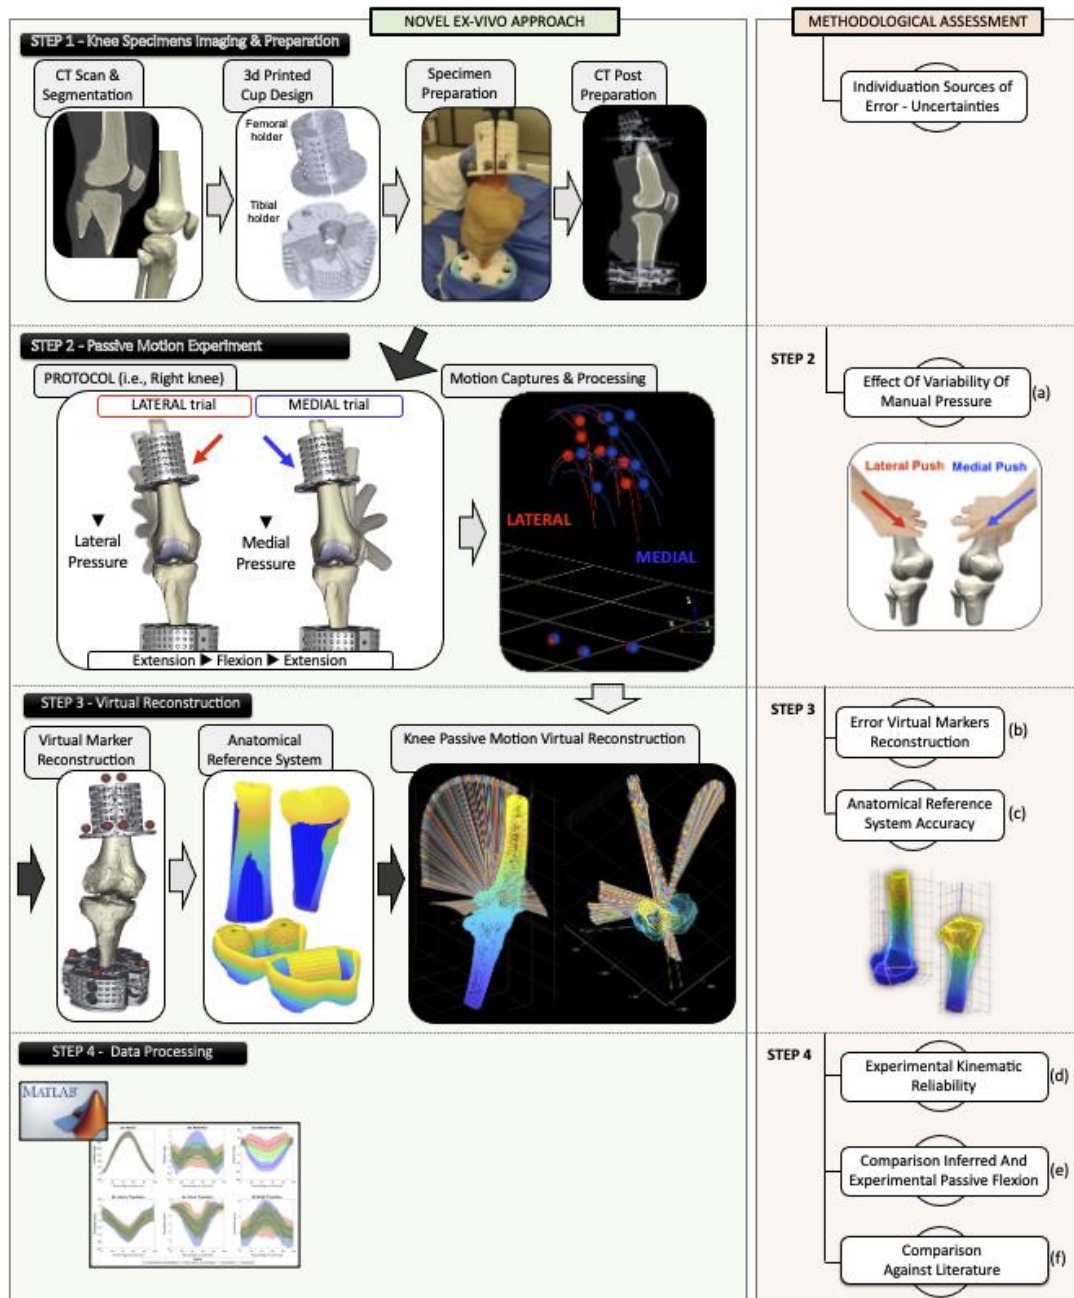 NOVEL EX-VIVO APPROACH
METHODOLOGICAL ASSESSMENT
STEP 1 - Knee Specimens Imaging & Preparation
CT Scan &
Segmentation
3d Printed
Cup Design
Specimen
Preparation
CT Post
Preparation
Femoral
holder
Tibial
holder
Individuation Sources of
Error - Uncertainties
STEP 2 - Passive Motion Experiment
PROTOCOL (i.e., Right knee)
LATERAL trial
MEDIAL trial
▼
Lateral
Pressure
▼
Medial
Pressure
Extension ▶ Flexion ▶ Extension
Motion Captures & Processing
LATERAL
MEDIAL
STEP 2
Effect Of Variability Of
Manual Pressure
(a)
Lateral Push
Medial Push
STEP 3 - Virtual Reconstruction
Virtual Marker
Reconstruction
Anatomical
Reference System
Knee Passive Motion Virtual Reconstruction
STEP 3
Error Virtual Markers
Reconstruction
(b)
Anatomical Reference
System Accuracy
(c)
STEP 4 - Data Processing
MATLAB
STEP 4
Experimental Kinematic
Reliability
(d)
Comparison Inferred And
Experimental Passive Flexion
(e)
Comparison
Against Literature
(f)